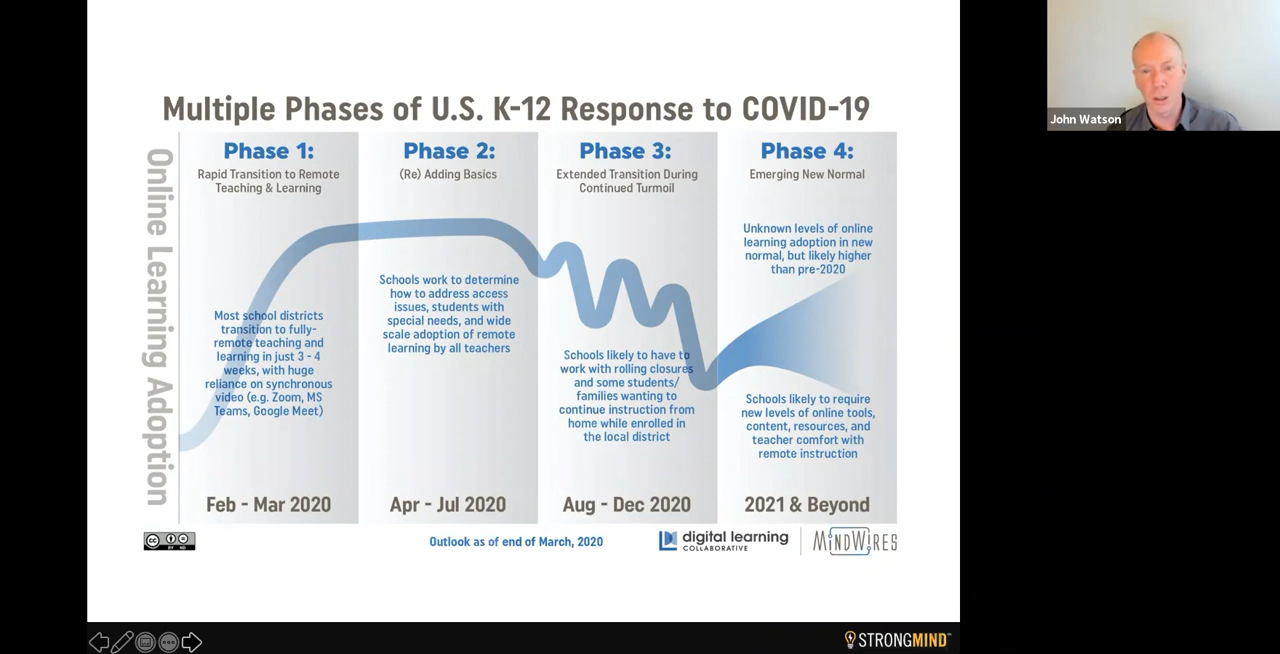 John Watson
Multiple Phases of U.S. K-12 Response to COVID-19
Online Learning Adoption
Phase 1:
Rapid Transition to Remote
Teaching & Learning
Most school districts
transition to fully-
remote teaching and
learning in just 3 - 4
weeks, with huge
reliance on synchronous
video (e.g. Zoom, MS
Teams, Google Meet)
Feb - Mar 2020
Phase 2:
(Re) Adding Basics
Schools work to determine
how to address access
issues, students with
special needs, and wide
scale adoption of remote
learning by all teachers
Apr - Jul 2020
Phase 3:
Extended Transition During
Continued Turmoil
Schools likely to have to
work with rolling closures
and some students/
families wanting to
continue instruction from
home while enrolled in
the local district
Aug - Dec 2020
Phase 4:
Emerging New Normal
Unknown levels of online
learning adoption in new
normal, but likely higher
than pre-2020
Schools likely to require
new levels of online tools,
content, resources, and
teacher comfort with
remote instruction
2021 & Beyond
cc
BY
Outlook as of end of March, 2020
digital learning
COLLABORATIVE
MINDWIRES
STRONGMIND